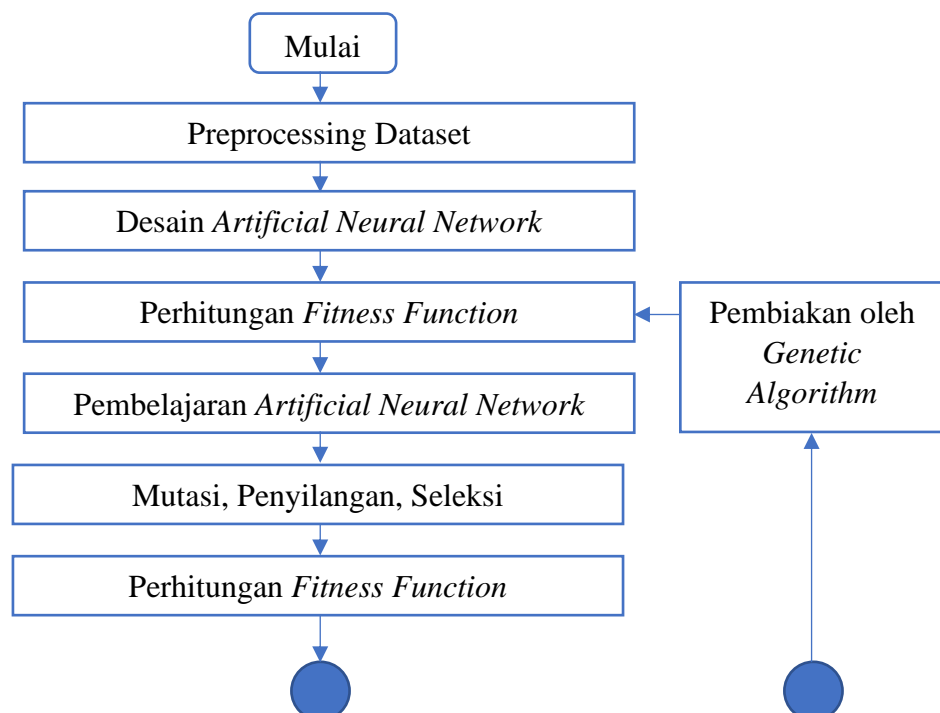 Mulai
Preprocessing Dataset
Desain Artificial Neural Network
Perhitungan Fitness Function
Pembiakan oleh
Genetic
Algorithm
Pembelajaran Artificial Neural Network
Mutasi, Penyilangan, Seleksi
Perhitungan Fitness Function